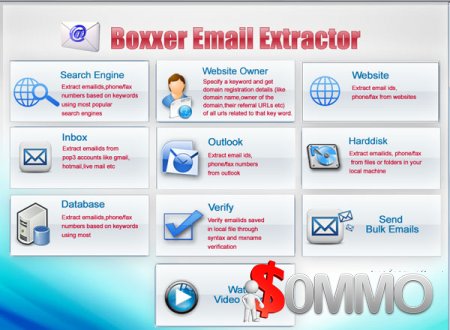 Boxxer Email Extractor
Search Engine
Extract emailids,phone/fax
numbers based on keywords
using most popular
search engines
Website Owner
Specify a keyword and get
domain registration details (like
domain name,owner of the
domain,their referral URLs etc)
of all urls related to that key word.
Website
Extract email ids,
phone/fax from websites
Inbox
Extract emailids from
pop3 accounts like gmail,
hotmail,live mail etc
Outlook
Extract email ids,
phone/fax numbers
from outlook
Harddisk
Extract emailids, phone/fax
from files or folders in your
local machine
Database
Extract emailids,phone/fax
numbers based on keywords
using most
Verify
Verify emailids saved
in local file through
syntax and mxname
verification
Send
Bulk Emails
Video
$OMMO